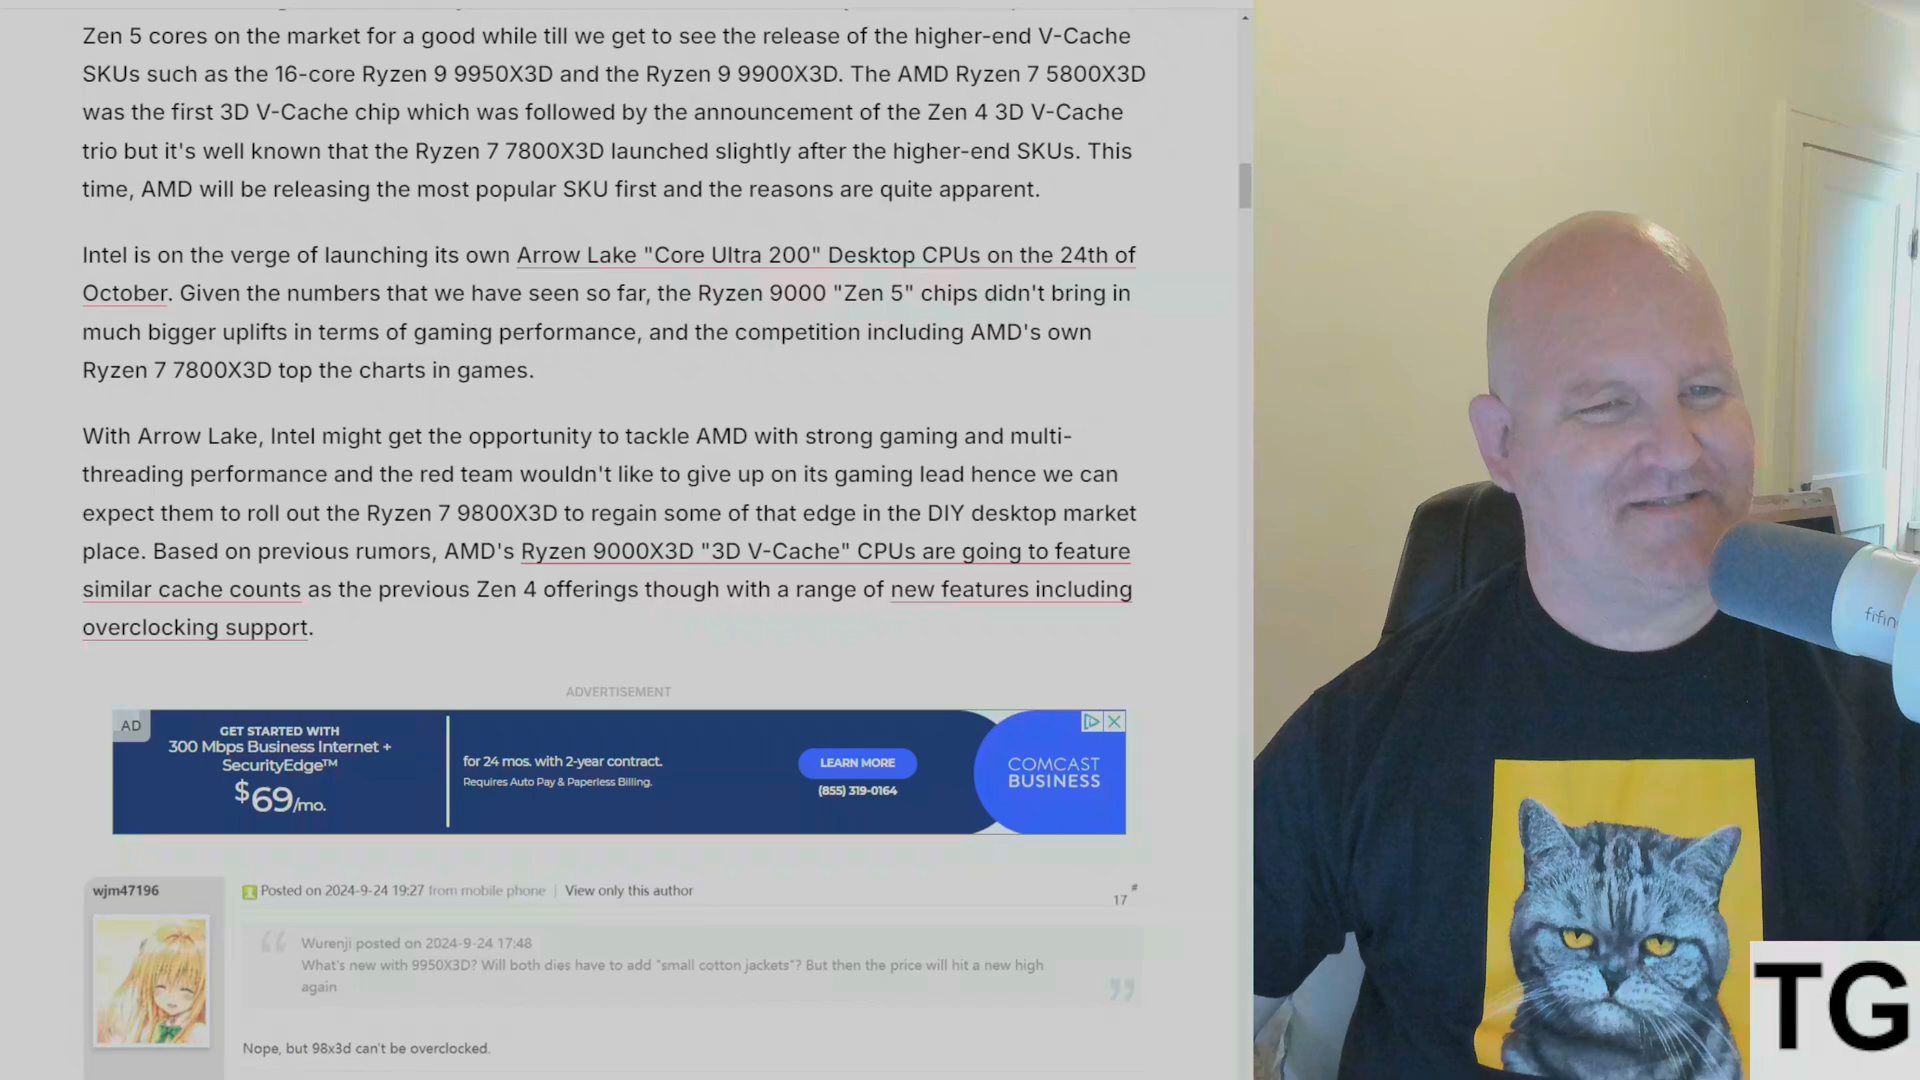 Zen 5 cores on the market for a good while till we get to see the release of the higher-end V-Cache
SKUs such as the 16-core Ryzen 9 9950X3D and the Ryzen 9 9900X3D. The AMD Ryzen 7 5800X3D
was the first 3D V-Cache chip which was followed by the announcement of the Zen 4 3D V-Cache
trio but it's well known that the Ryzen 7 7800X3D launched slightly after the higher-end SKUs. This
time, AMD will be releasing the most popular SKU first and the reasons are quite apparent.
Intel is on the verge of launching its own Arrow Lake "Core Ultra 200" Desktop CPUs on the 24th of
October. Given the numbers that we have seen so far, the Ryzen 9000 "Zen 5" chips didn't bring in
much bigger uplifts in terms of gaming performance, and the competition including AMD's own
Ryzen 7 7800X3D top the charts in games.
With Arrow Lake, Intel might get the opportunity to tackle AMD with strong gaming and multi-
threading performance and the red team wouldn't like to give up on its gaming lead hence we can
expect them to roll out the Ryzen 7 9800X3D to regain some of that edge in the DIY desktop market
place. Based on previous rumors, AMD's Ryzen 9000X3D "3D V-Cache" CPUs are going to feature
similar cache counts as the previous Zen 4 offerings though with a range of new features including
overclocking support.
ADVERTISEMENT
AD
GET STARTED WITH
300 Mbps Business Internet +
SecurityEdge™
$69/mo.
for 24 mos. with 2-year contract.
Requires Auto Pay & Paperless Billing.
LEARN MORE
(855) 319-0164
COMCAST
BUSINESS
wjm47196
Posted on 2024-9-24 19:27 from mobile phone | View only this author
17 #
Wurenji posted on 2024-9-24 17:48
What's new with 9950X3D? Will both dies have to add "small cotton jackets"? But then the price will hit a new high
again
Nope, but 98x3d can't be overclocked.
fifin
TG